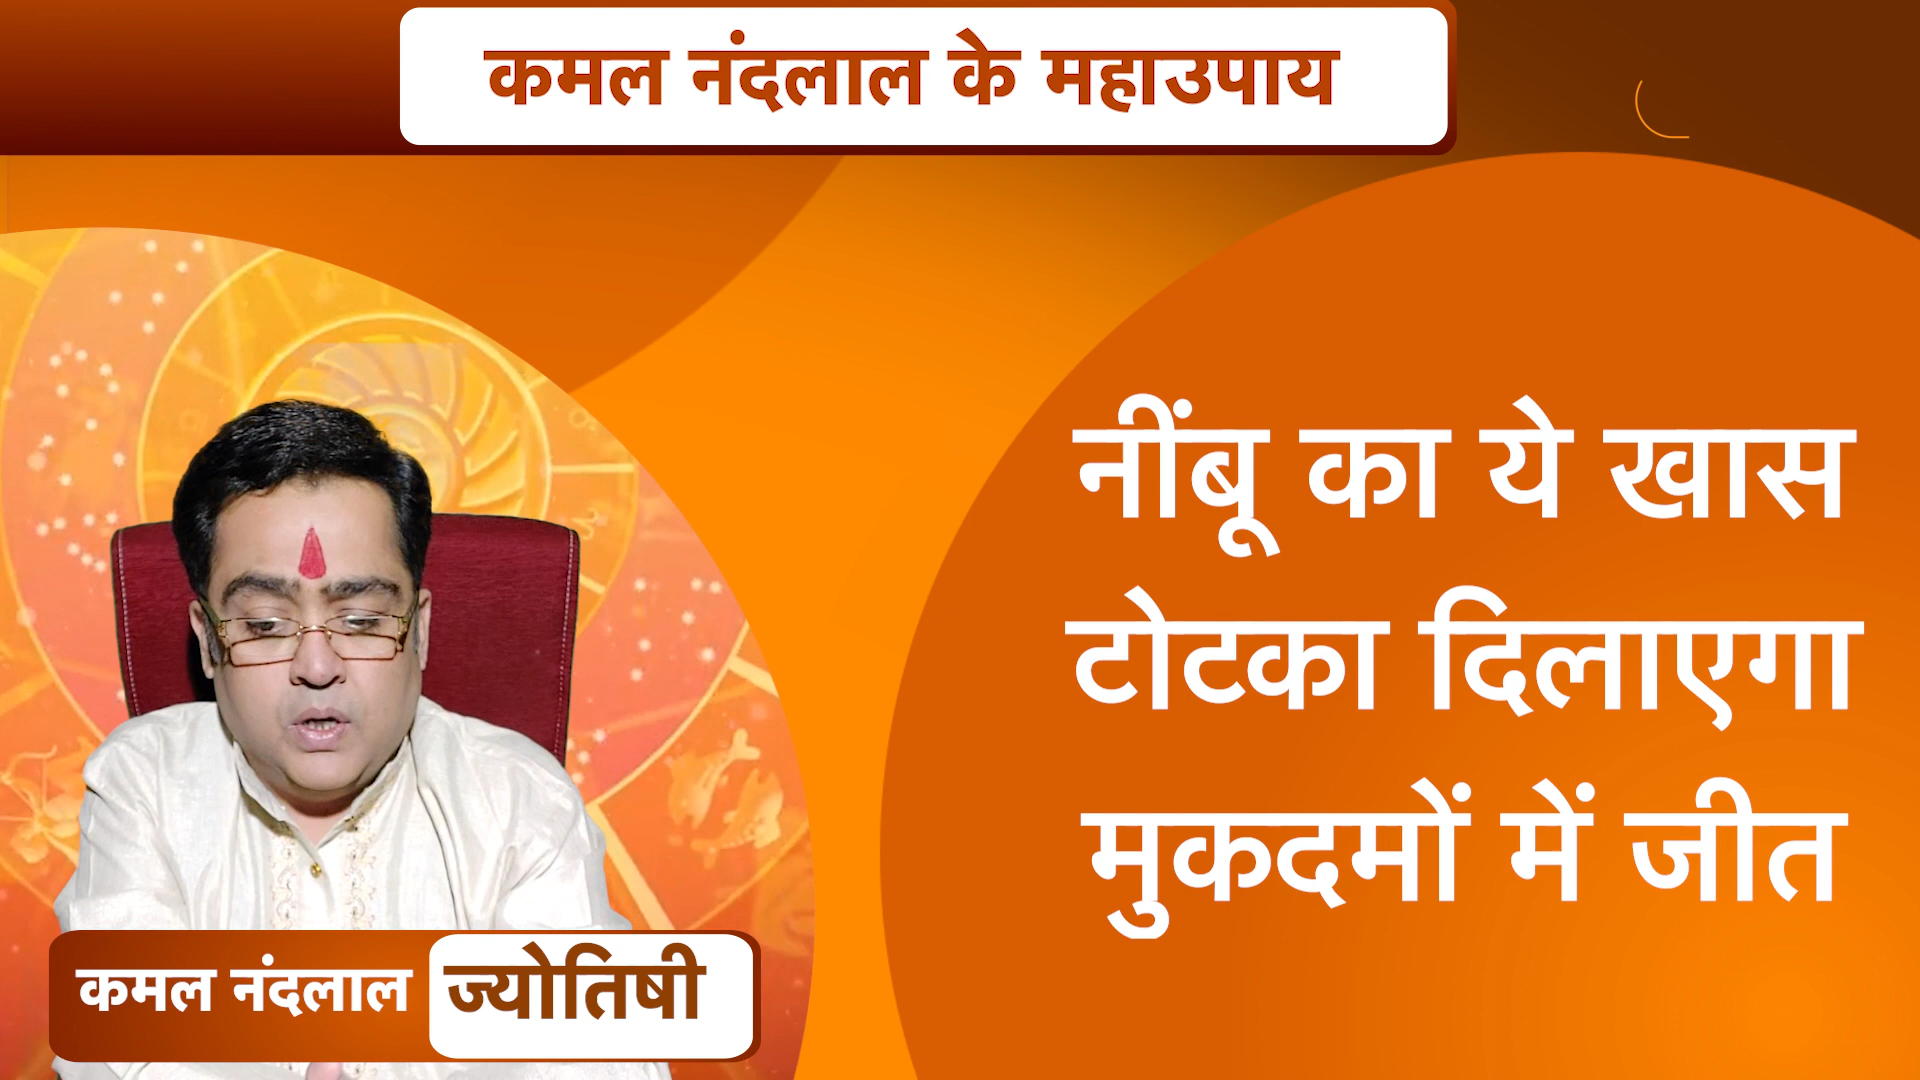 कमल नंदलाल के महाउपाय
नींबू का ये खास
टोटका दिलाएगा
मुकदमों में जीत
कमल नंदलाल ज्योतिषी